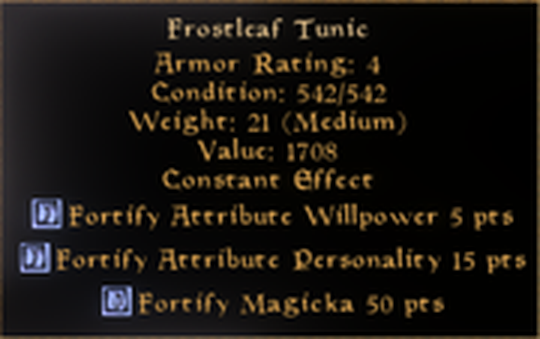 Frostleaf Tunic
Armor Rating: 4
Condition: 542/542
Weight: 21 (Medium)
Value: 1708
Constant Effect
Fortify Attribute Willpower 5 pts
Fortify Attribute Personality 15 pts
Fortify Magicka 50 pts